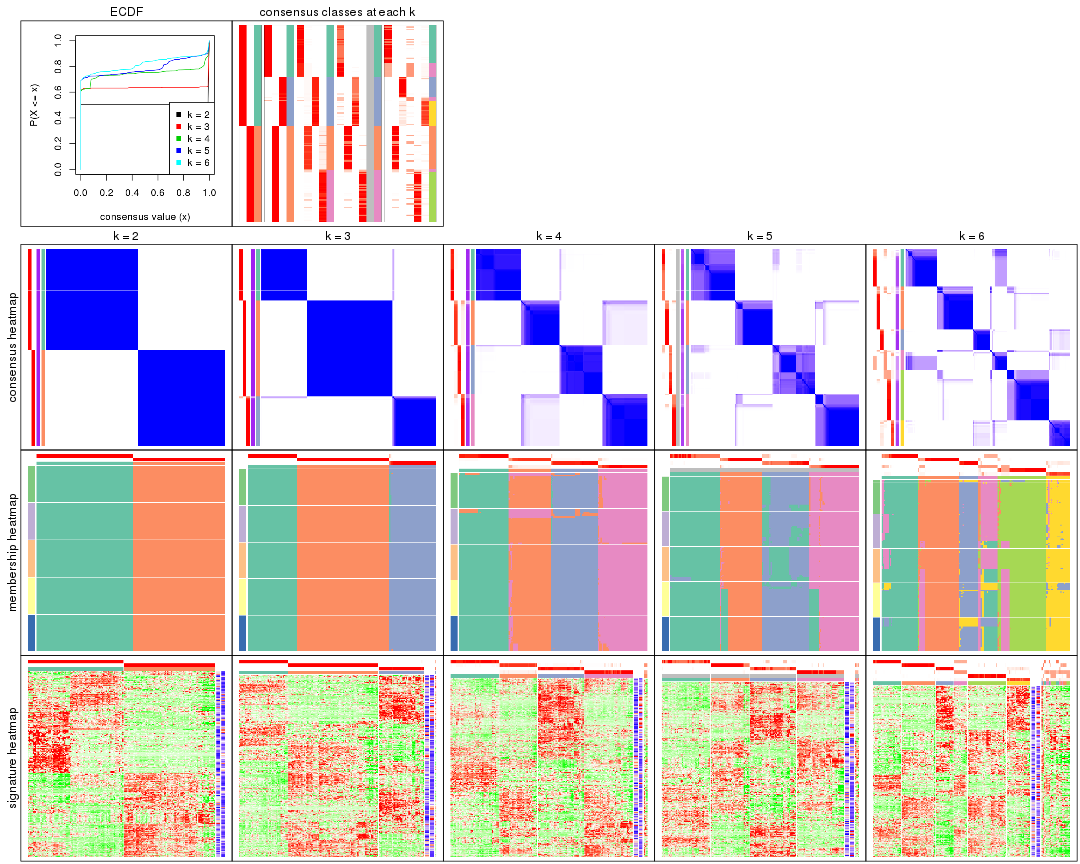 ECDF
consensus classes at each k
P(X <= x)
0.0 0.2 0.4 0.6 0.8 1.0
k = 2
k = 3
k = 4
k = 5
k = 6
0.0 0.2 0.4 0.6 0.8 1.0
consensus value (x)
k = 2 k = 3 k = 4 k = 5 k = 6
consensus heatmap
membership heatmap
signature heatmap